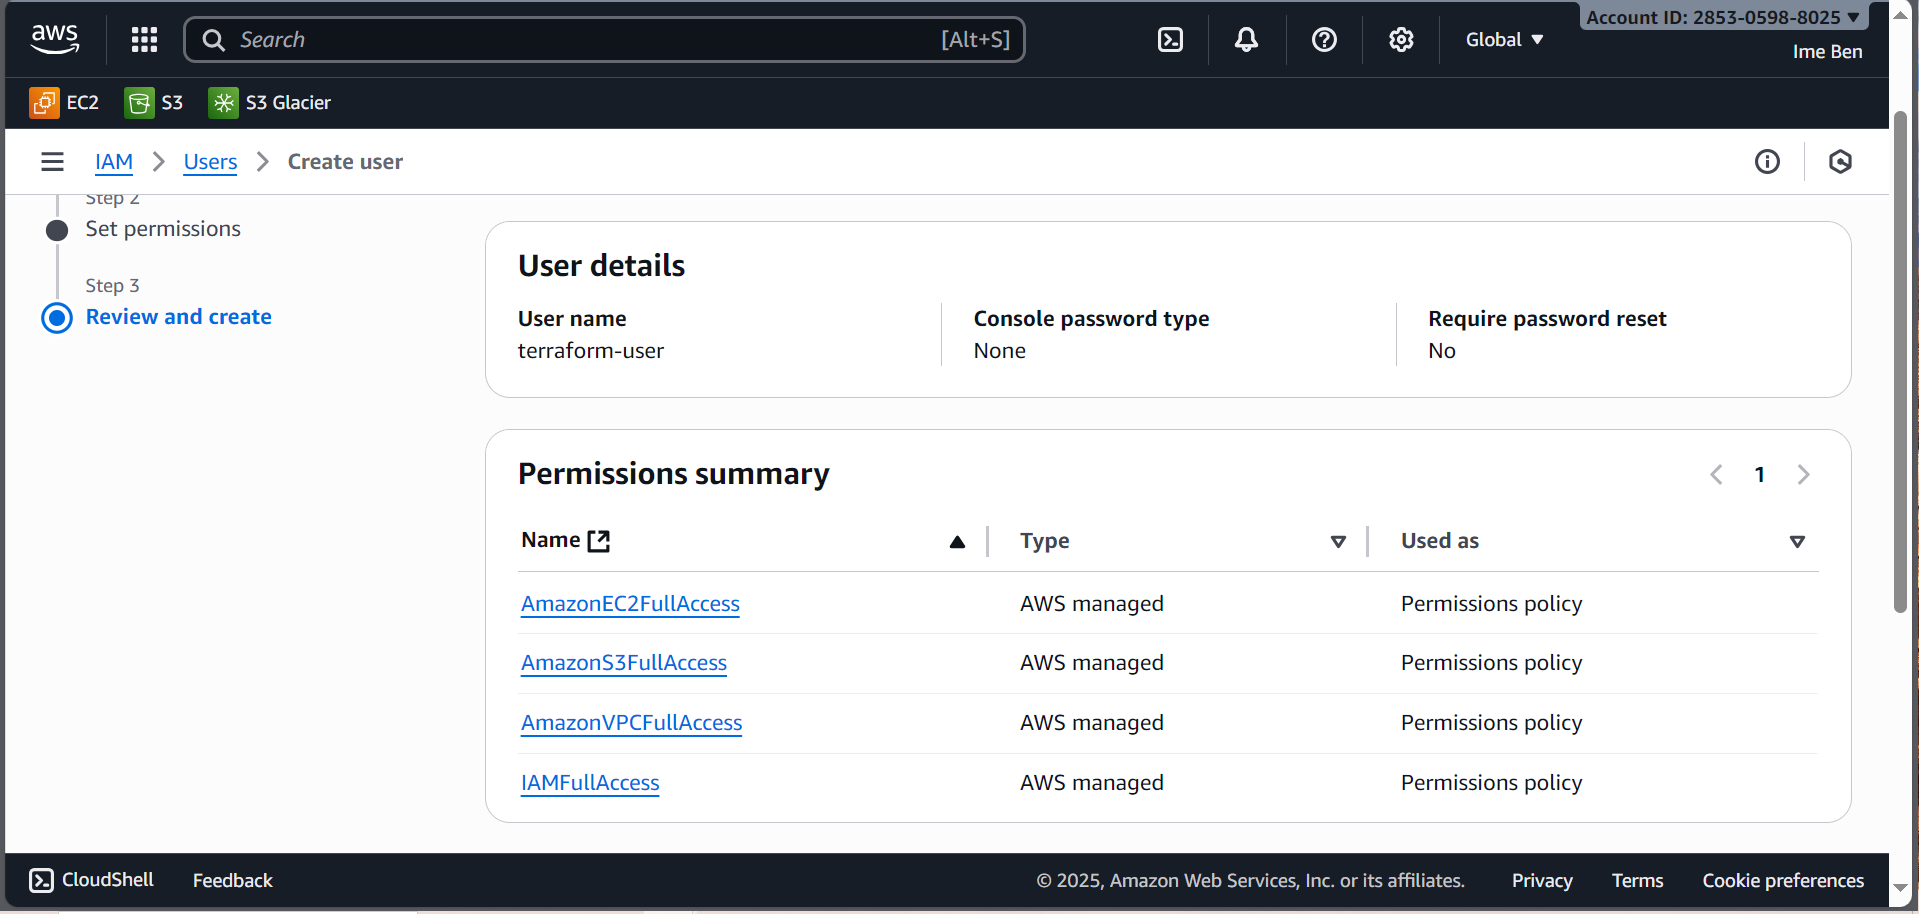 aws
Search [Alt+S]
Global
Account ID: 2853-0598-8025
Ime Ben
EC2 S3 S3 Glacier
IAM Users Create user
Step 2
Set permissions
Step 3
Review and create
User details
User name Console password type Require password reset
terraform-user None No
Permissions summary
1
Name Type Used as
AmazonEC2FullAccess AWS managed Permissions policy
AmazonS3FullAccess AWS managed Permissions policy
AmazonVPCFullAccess AWS managed Permissions policy
IAMFullAccess AWS managed Permissions policy
CloudShell Feedback © 2025, Amazon Web Services, Inc. or its affiliates. Privacy Terms Cookie preferences